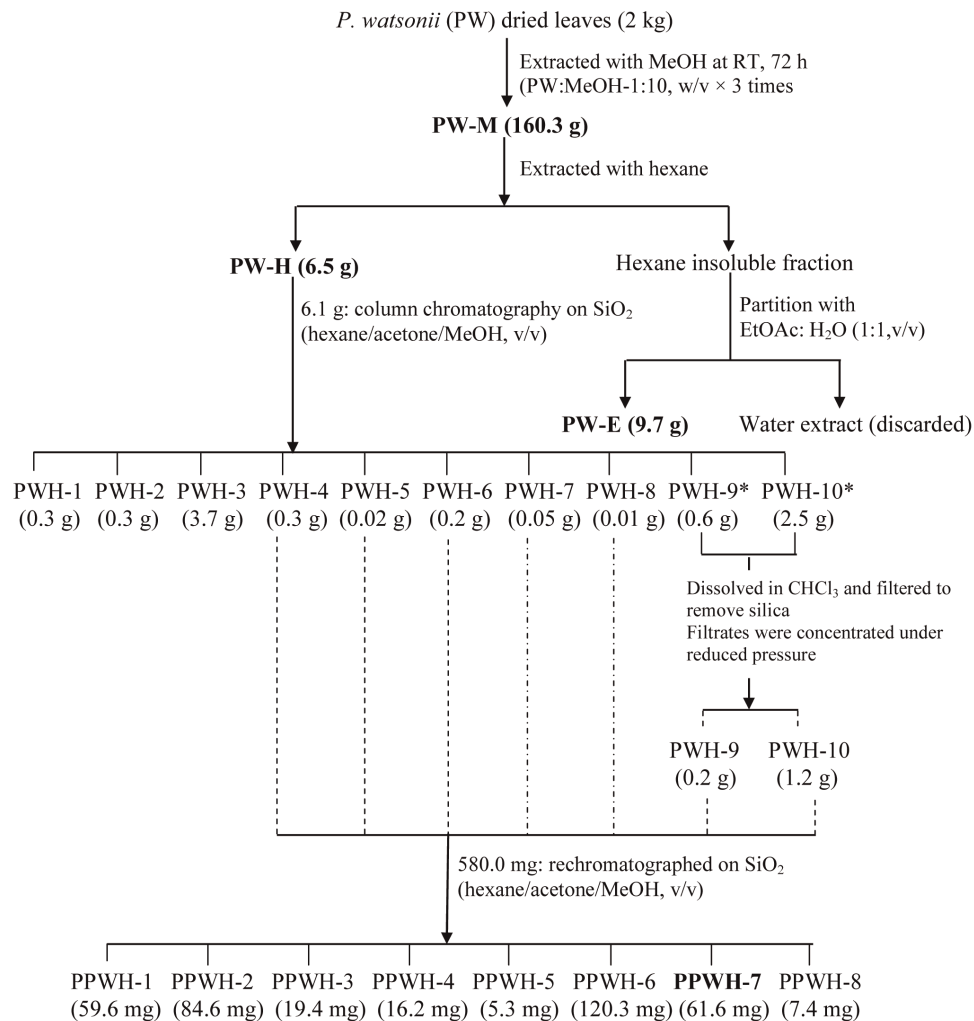 P. watsonii (PW) dried leaves (2 kg)
Extracted with MeOH at RT, 72 h
(PW:MeOH-1:10, w/v × 3 times
PW-M (160.3 g)
Extracted with hexane
PW-H (6.5 g)
Hexane insoluble fraction
6.1 g: column chromatography on SiO₂
(hexane/acetone/MeOH, v/v)
Partition with
EtOAc: H₂O (1:1,v/v)
PW-E (9.7 g)
Water extract (discarded)
PWH-1 PWH-2 PWH-3 PWH-4 PWH-5 PWH-6 PWH-7 PWH-8 PWH-9* PWH-10*
(0.3 g) (0.3 g) (3.7 g) (0.3 g) (0.02 g) (0.2 g) (0.05 g) (0.01 g) (0.6 g) (2.5 g)
Dissolved in CHCl₃ and filtered to
remove silica
Filtrates were concentrated under
reduced pressure
PWH-9 PWH-10
(0.2 g) (1.2 g)
580.0 mg: rechromatographed on SiO₂
(hexane/acetone/MeOH, v/v)
PPWH-1 PPWH-2 PPWH-3 PPWH-4 PPWH-5 PPWH-6 PPWH-7 PPWH-8
(59.6 mg) (84.6 mg) (19.4 mg) (16.2 mg) (5.3 mg) (120.3 mg) (61.6 mg) (7.4 mg)